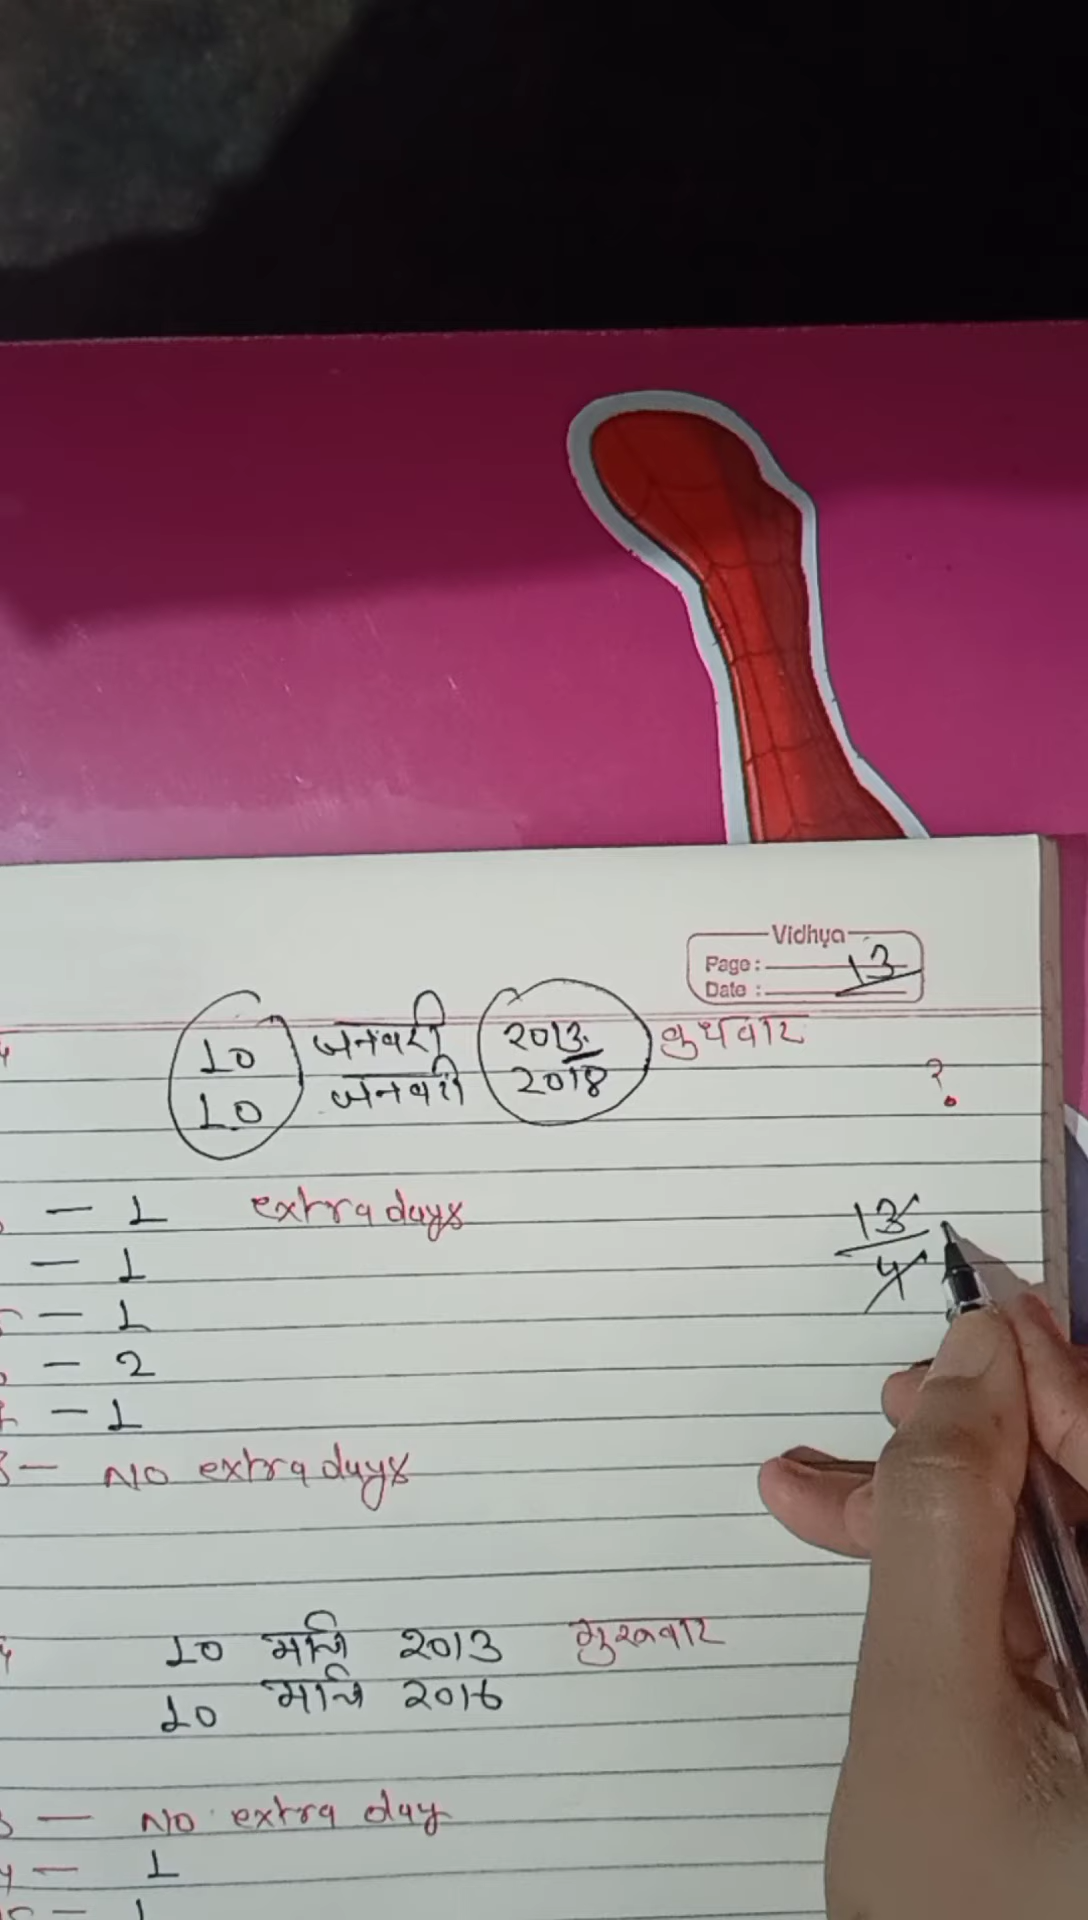 Vidhya
Page: 13
Date:
10 जनवरी 2013 बुधवार
10 जनवरी 2018 ?
— 1 extra days
— 1
— 1
— 2
— 1
— No extra days
13
4
10 मार्च 2013 गुरुवार
10 मार्च 2016
— No extra day
— 1
— 1